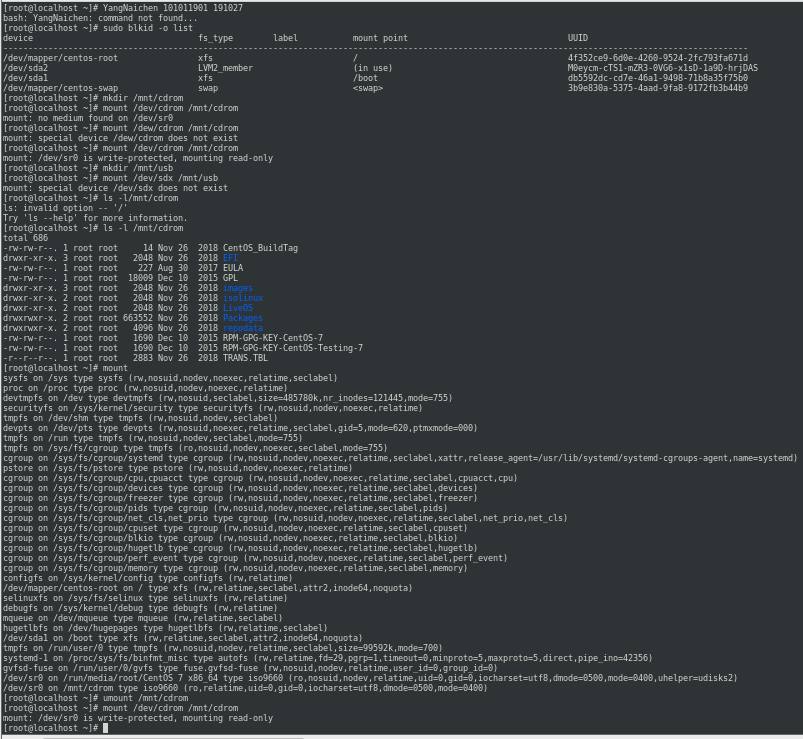 [root@localhost ~]# YangNaichen 101011901 191027
bash: YangNaichen: command not found...
[root@localhost ~]# sudo blkid -o list
device fs_type label mount point UUID
/dev/mapper/centos-root xfs / 4f352ce9-6d0e-4260-9524-2fc793fa671d
/dev/sda2 LVM2_member (in use) M0eycm-cTS1-mZR3-0VG6-x1sD-1a9D-hrjDAS
/dev/sda1 xfs /boot db5592dc-cd7e-46a1-9498-71b8a35f75b0
/dev/mapper/centos-swap swap <swap> 3b9e830a-5375-4aad-9fa8-9172fb3b44b9
[root@localhost ~]# mkdir /mnt/cdrom
[root@localhost ~]# mount /dev/cdrom /mnt/cdrom
mount: no medium found on /dev/sr0
[root@localhost ~]# mount /dew/cdrom /mnt/cdrom
mount: special device /dew/cdrom does not exist
[root@localhost ~]# mount /dev/cdrom /mnt/cdrom
mount: /dev/sr0 is write-protected, mounting read-only
[root@localhost ~]# mkdir /mnt/usb
[root@localhost ~]# mount /dev/sdx /mnt/usb
mount: special device /dev/sdx does not exist
[root@localhost ~]# ls -l/mnt/cdrom
ls: invalid option -- '/'
Try 'ls --help' for more information.
[root@localhost ~]# ls -l /mnt/cdrom
total 686
-rw-rw-r--. 1 root root 14 Nov 26 2018 CentOS_BuildTag
drwxr-xr-x. 3 root root 2048 Nov 26 2018 EFI
-rw-rw-r--. 1 root root 227 Aug 30 2017 EULA
-rw-rw-r--. 1 root root 18009 Dec 10 2015 GPL
drwxr-xr-x. 3 root root 2048 Nov 26 2018 images
drwxr-xr-x. 2 root root 2048 Nov 26 2018 isolinux
drwxr-xr-x. 2 root root 2048 Nov 26 2018 LiveOS
drwxrwxr-x. 2 root root 663552 Nov 26 2018 Packages
drwxrwxr-x. 2 root root 4096 Nov 26 2018 repodata
-rw-rw-r--. 1 root root 1690 Dec 10 2015 RPM-GPG-KEY-CentOS-7
-rw-rw-r--. 1 root root 1690 Dec 10 2015 RPM-GPG-KEY-CentOS-Testing-7
-r--r--r--. 1 root root 2883 Nov 26 2018 TRANS.TBL
[root@localhost ~]# mount
sysfs on /sys type sysfs (rw,nosuid,nodev,noexec,relatime,seclabel)
proc on /proc type proc (rw,nosuid,nodev,noexec,relatime)
devtmpfs on /dev type devtmpfs (rw,nosuid,seclabel,size=485780k,nr_inodes=121445,mode=755)
securityfs on /sys/kernel/security type securityfs (rw,nosuid,nodev,noexec,relatime)
tmpfs on /dev/shm type tmpfs (rw,nosuid,nodev,seclabel)
devpts on /dev/pts type devpts (rw,nosuid,noexec,relatime,seclabel,gid=5,mode=620,ptmxmode=000)
tmpfs on /run type tmpfs (rw,nosuid,nodev,seclabel,mode=755)
tmpfs on /sys/fs/cgroup type tmpfs (ro,nosuid,nodev,noexec,seclabel,mode=755)
cgroup on /sys/fs/cgroup/systemd type cgroup (rw,nosuid,nodev,noexec,relatime,seclabel,xattr,release_agent=/usr/lib/systemd/systemd-cgroups-agent,name=systemd)
pstore on /sys/fs/pstore type pstore (rw,nosuid,nodev,noexec,relatime)
cgroup on /sys/fs/cgroup/cpu,cpuacct type cgroup (rw,nosuid,nodev,noexec,relatime,seclabel,cpuacct,cpu)
cgroup on /sys/fs/cgroup/devices type cgroup (rw,nosuid,nodev,noexec,relatime,seclabel,devices)
cgroup on /sys/fs/cgroup/freezer type cgroup (rw,nosuid,nodev,noexec,relatime,seclabel,freezer)
cgroup on /sys/fs/cgroup/pids type cgroup (rw,nosuid,nodev,noexec,relatime,seclabel,pids)
cgroup on /sys/fs/cgroup/net_cls,net_prio type cgroup (rw,nosuid,nodev,noexec,relatime,seclabel,net_prio,net_cls)
cgroup on /sys/fs/cgroup/cpuset type cgroup (rw,nosuid,nodev,noexec,relatime,seclabel,cpuset)
cgroup on /sys/fs/cgroup/blkio type cgroup (rw,nosuid,nodev,noexec,relatime,seclabel,blkio)
cgroup on /sys/fs/cgroup/hugetlb type cgroup (rw,nosuid,nodev,noexec,relatime,seclabel,hugetlb)
cgroup on /sys/fs/cgroup/perf_event type cgroup (rw,nosuid,nodev,noexec,relatime,seclabel,perf_event)
cgroup on /sys/fs/cgroup/memory type cgroup (rw,nosuid,nodev,noexec,relatime,seclabel,memory)
configfs on /sys/kernel/config type configfs (rw,relatime)
/dev/mapper/centos-root on / type xfs (rw,relatime,seclabel,attr2,inode64,noquota)
selinuxfs on /sys/fs/selinux type selinuxfs (rw,relatime)
debugfs on /sys/kernel/debug type debugfs (rw,relatime)
mqueue on /dev/mqueue type mqueue (rw,relatime,seclabel)
hugetlbfs on /dev/hugepages type hugetlbfs (rw,relatime,seclabel)
/dev/sda1 on /boot type xfs (rw,relatime,seclabel,attr2,inode64,noquota)
tmpfs on /run/user/0 type tmpfs (rw,nosuid,nodev,relatime,seclabel,size=99592k,mode=700)
systemd-1 on /proc/sys/fs/binfmt_misc type autofs (rw,relatime,fd=29,pgrp=1,timeout=0,minproto=5,maxproto=5,direct,pipe_ino=42356)
gvfsd-fuse on /run/user/0/gvfs type fuse.gvfsd-fuse (rw,nosuid,nodev,relatime,user_id=0,group_id=0)
/dev/sr0 on /run/media/root/CentOS 7 x86_64 type iso9660 (ro,nosuid,nodev,relatime,uid=0,gid=0,iocharset=utf8,dmode=0500,mode=0400,uhelper=udisks2)
/dev/sr0 on /mnt/cdrom type iso9660 (ro,relatime,uid=0,gid=0,iocharset=utf8,dmode=0500,mode=0400)
[root@localhost ~]# umount /mnt/cdrom
[root@localhost ~]# mount /dev/cdrom /mnt/cdrom
mount: /dev/sr0 is write-protected, mounting read-only
[root@localhost ~]#